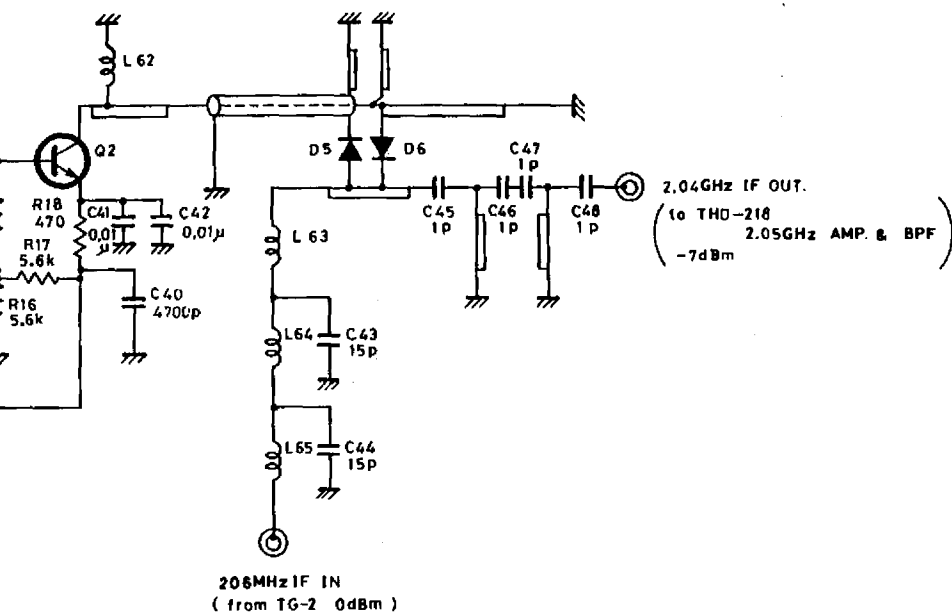 L 62
Q2
D5
D6
C47
1p
R18
470
C41
0,01
μ
C42
0,01μ
R17
5.6k
R16
5.6k
C40
4700p
C45
1p
C46
1p
C48
1p
2,04GHz IF OUT.
to THD-218
2.05GHz AMP. & BPF
-7dBm
L 63
L64
C43
15p
L65
C44
15p
206MHz IF IN
( from TG-2 0dBm )